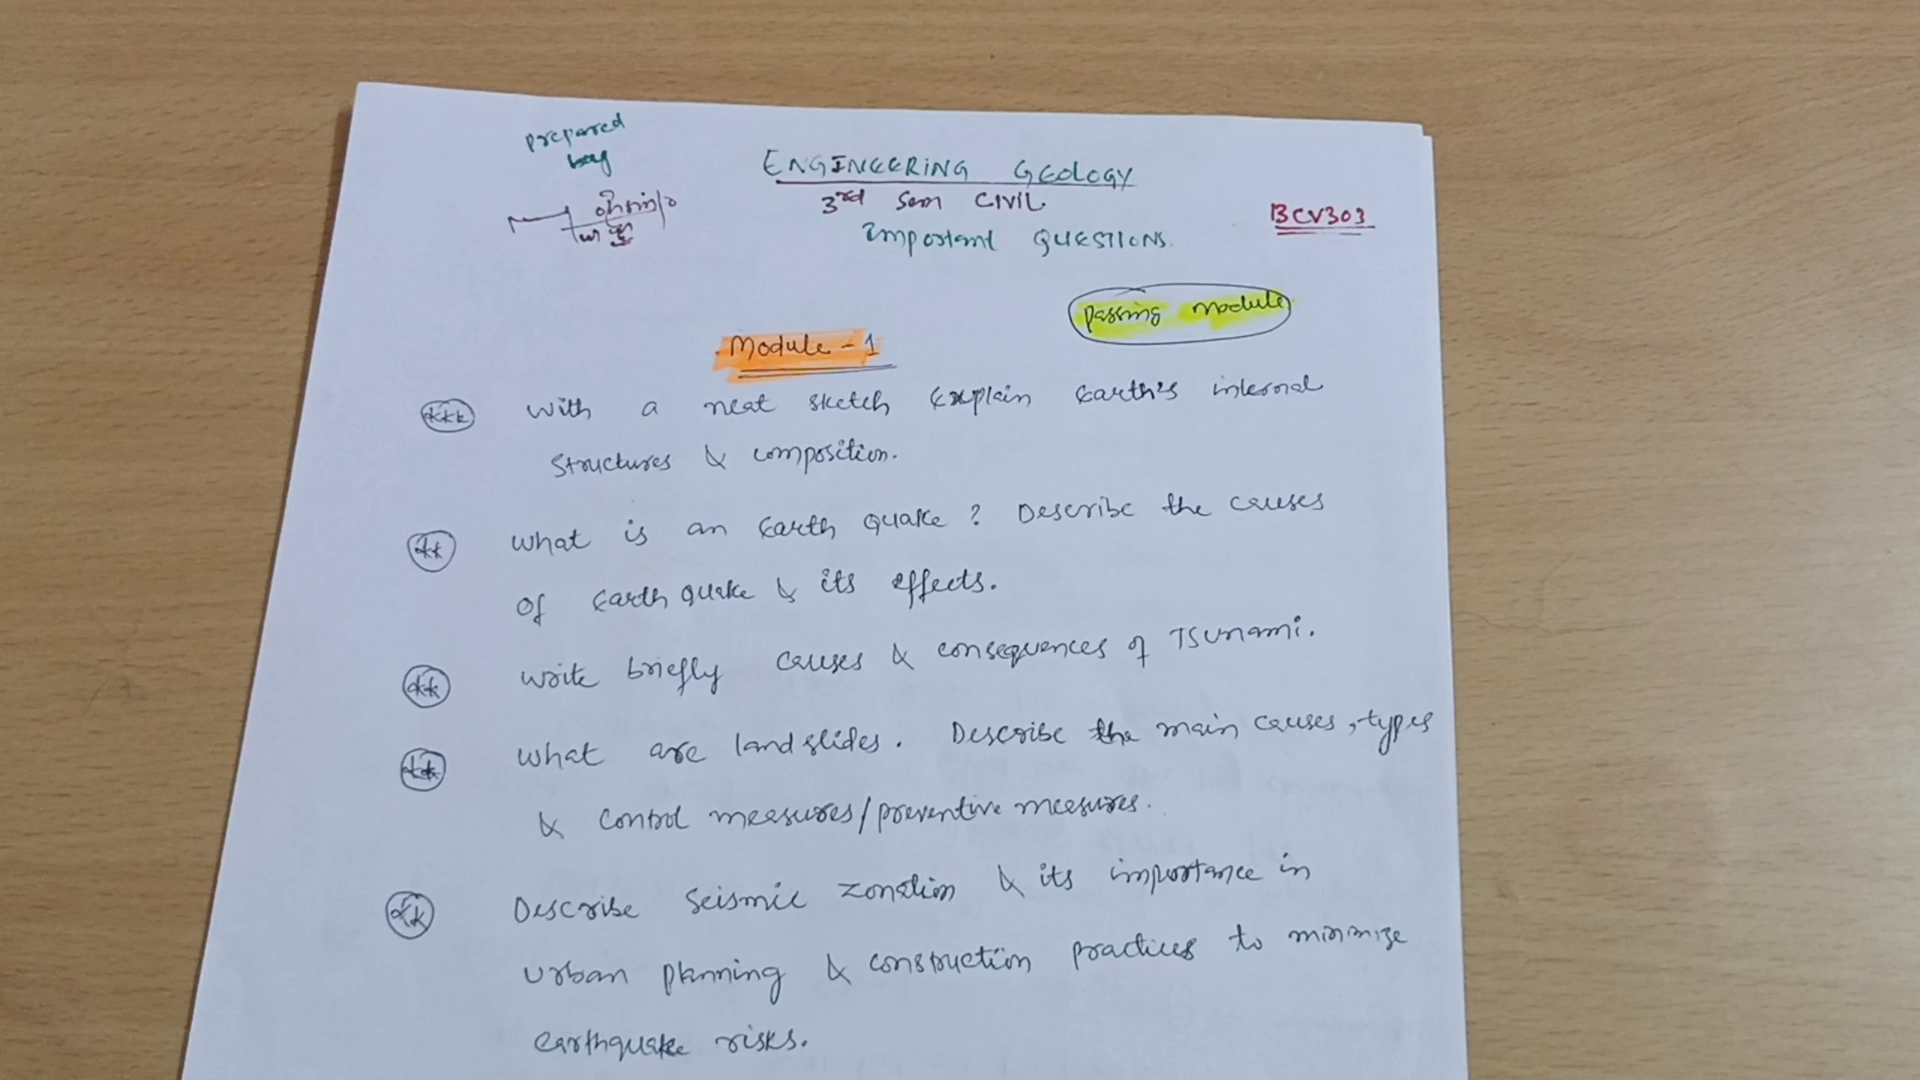 prepared
by
ENGINEERING GEOLOGY
3rd Sem CIVIL.
BCV303
Important QUESTIONS.
Passing module
Module - 1
*** With a neat sketch Explain Earth's internal
Structures & composition.
** What is an Earth Quake? Describe the causes
of Earth quake & its effects.
** Write briefly causes & consequences of Tsunami.
** What are landslides. Describe the main causes, types
& control measures/preventive measures.
** Describe seismic zonation & its importance in
urban planning & construction practices to minimize
earthquake risks.